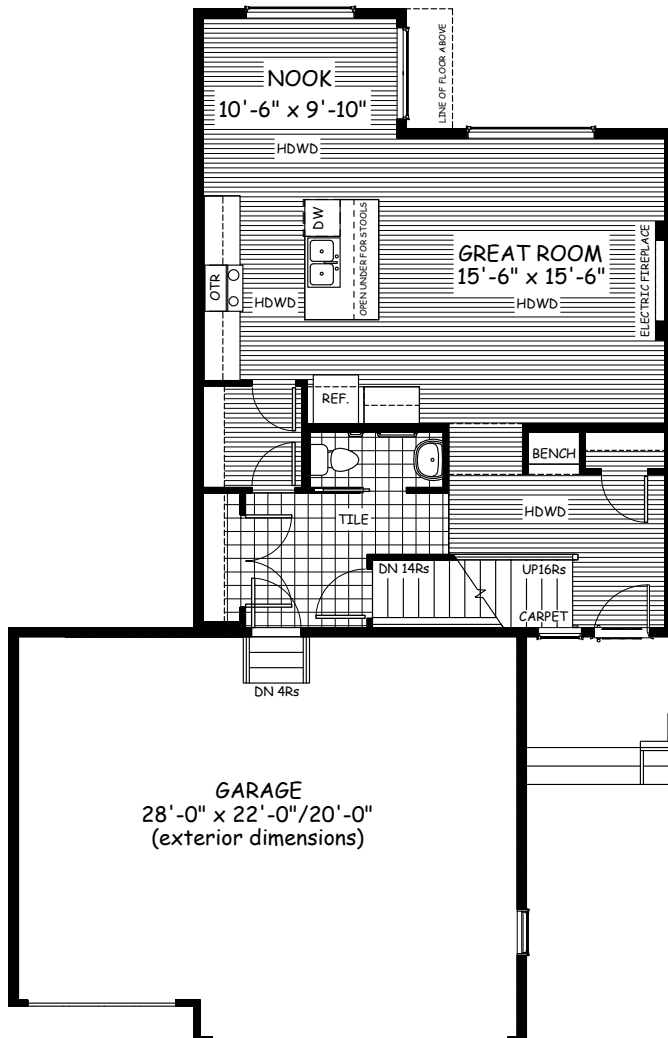 NOOK
10'-6" x 9'-10"
LINE OF FLOOR ABOVE
HDWD
DW
OPEN UNDER FOR STOOLS
GREAT ROOM
15'-6" x 15'-6"
HDWD
ELECTRIC FIREPLACE
OTR
HDWD
REF.
BENCH
TILE
HDWD
DN 14Rs
UP16Rs
CARPET
DN 4Rs
GARAGE
28'-0" x 22'-0"/20'-0"
(exterior dimensions)